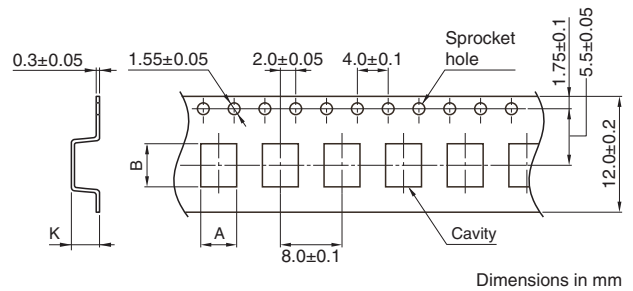 0.3±0.05
1.55±0.05
2.0±0.05
4.0±0.1
Sprocket
hole
1.75±0.1
5.5±0.05
12.0±0.2
B
K
A
8.0±0.1
Cavity
Dimensions in mm